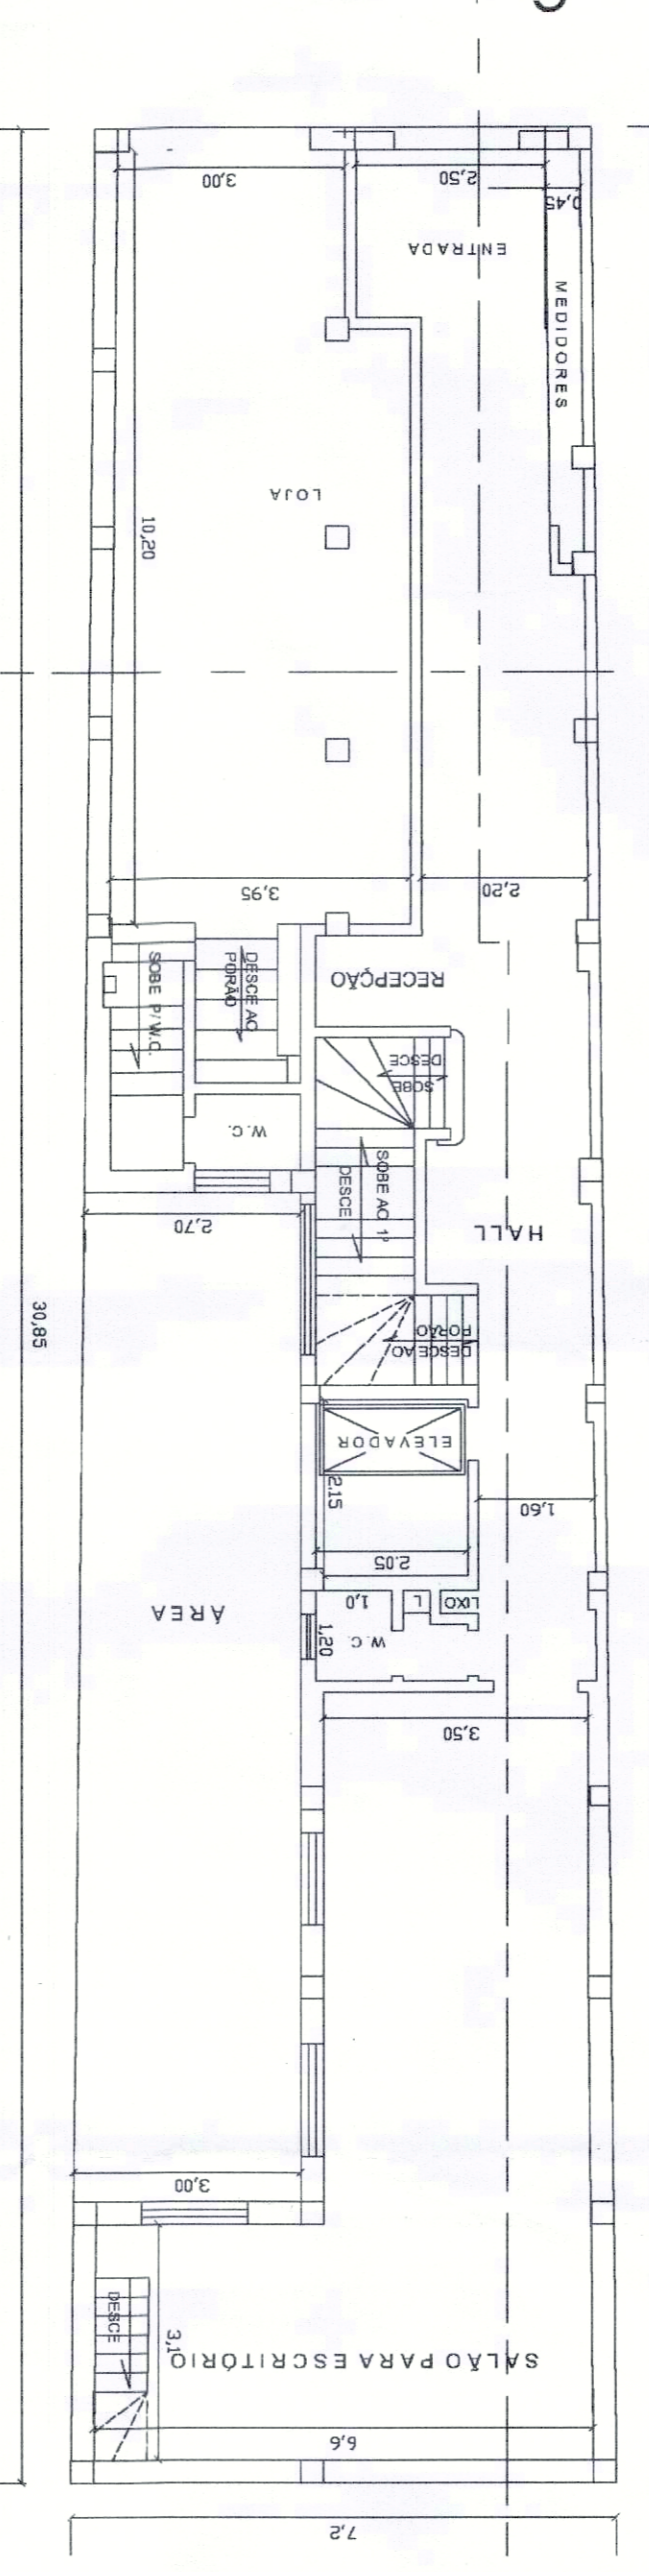 3,00
2,50
0,45
ENTRADA
MEDIDORES
LOJA
10,20
3,95
2,20
SOBE P/ W.C.
DESCE AO
PORÃO
RECEPÇÃO
DESCE
SOBE
W.C.
SOBE AO 1º
DESCE
2,70
HALL
30,85
DESCE AO
PORÃO
ELEVADOR
2.15
1,60
2.05
1,0
L
LIXO
ÁREA
1,20
W.C.
3,50
3,00
DESCE
3,1
SALÃO PARA ESCRITÓRIO
6,6
7,2